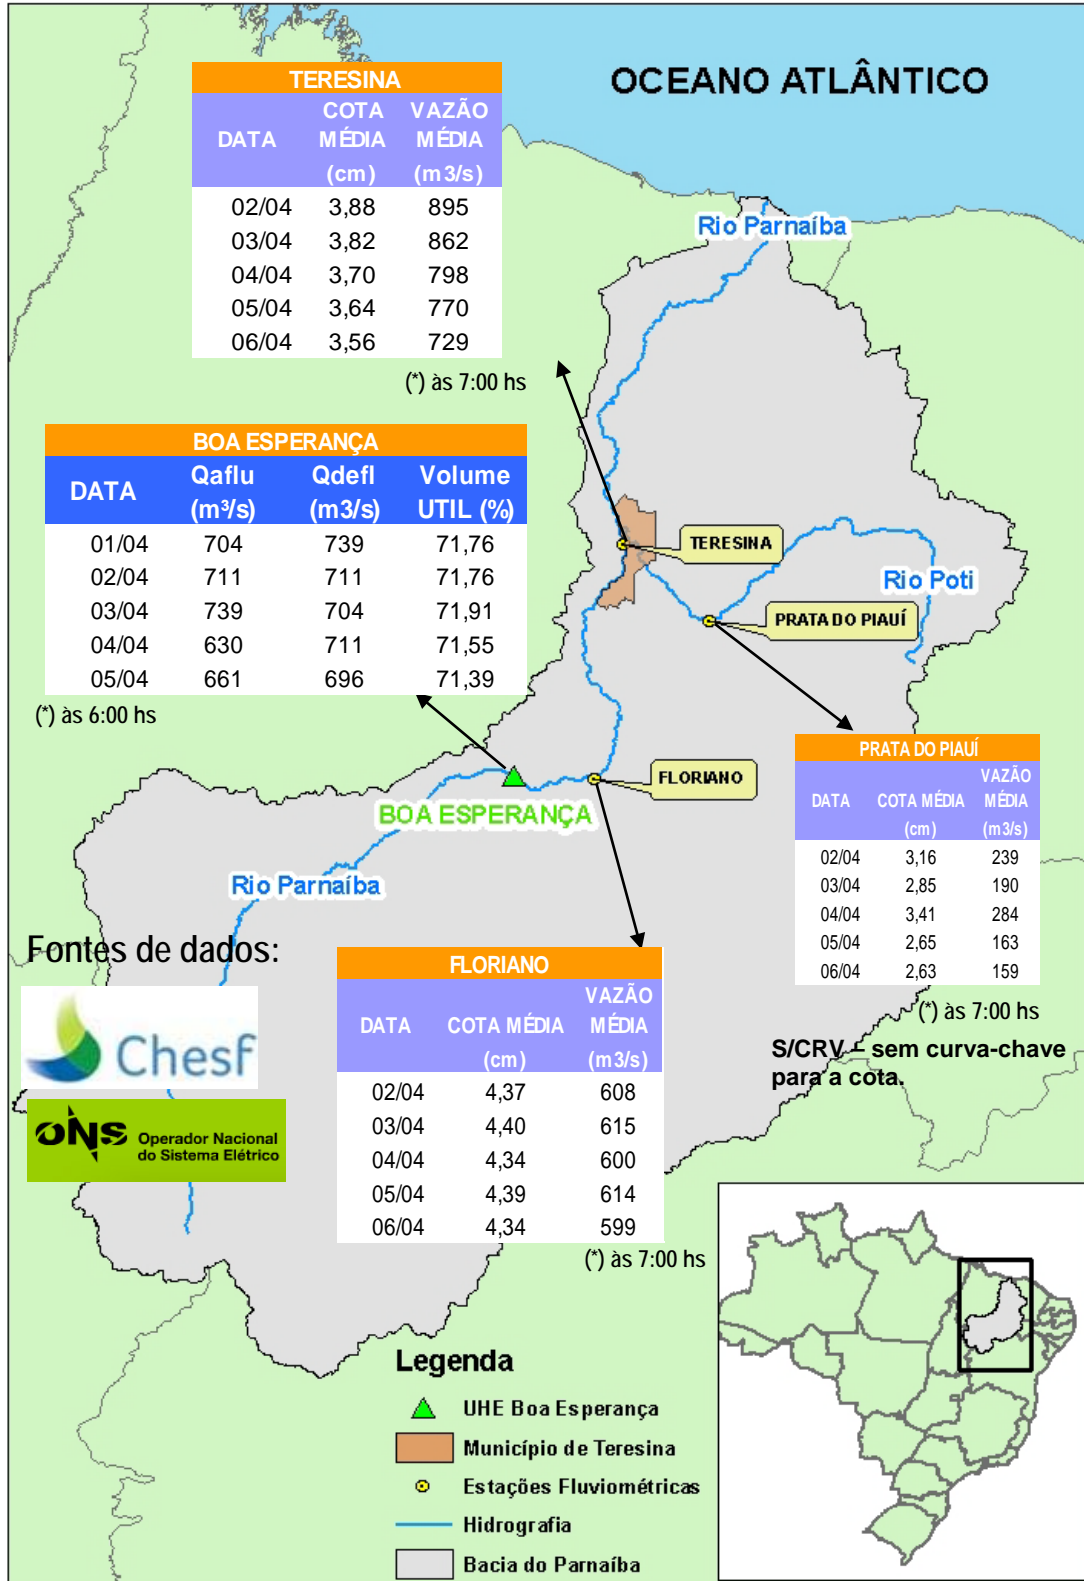 OCEANO ATLÂNTICO
TERESINA
DATA COTA MÉDIA (cm) VAZÃO MÉDIA (m3/s)
02/04 3,88 895
03/04 3,82 862
04/04 3,70 798
05/04 3,64 770
06/04 3,56 729
(*) às 7:00 hs
Rio Parnaíba
BOA ESPERANÇA
DATA Qaflu (m³/s) Qdefl (m3/s) Volume UTIL (%)
01/04 704 739 71,76
02/04 711 711 71,76
03/04 739 704 71,91
04/04 630 711 71,55
05/04 661 696 71,39
(*) às 6:00 hs
TERESINA
Rio Poti
PRATA DO PIAUÍ
FLORIANO
BOA ESPERANÇA
Rio Parnaíba
PRATA DO PIAUÍ
DATA COTA MÉDIA (cm) VAZÃO MÉDIA (m3/s)
02/04 3,16 239
03/04 2,85 190
04/04 3,41 284
05/04 2,65 163
06/04 2,63 159
(*) às 7:00 hs
S/CRV – sem curva-chave
para a cota.
Fontes de dados:
Chesf
ONS Operador Nacional
do Sistema Elétrico
FLORIANO
DATA COTA MÉDIA (cm) VAZÃO MÉDIA (m3/s)
02/04 4,37 608
03/04 4,40 615
04/04 4,34 600
05/04 4,39 614
06/04 4,34 599
(*) às 7:00 hs
Legenda
UHE Boa Esperança
Município de Teresina
Estações Fluviométricas
Hidrografia
Bacia do Parnaíba